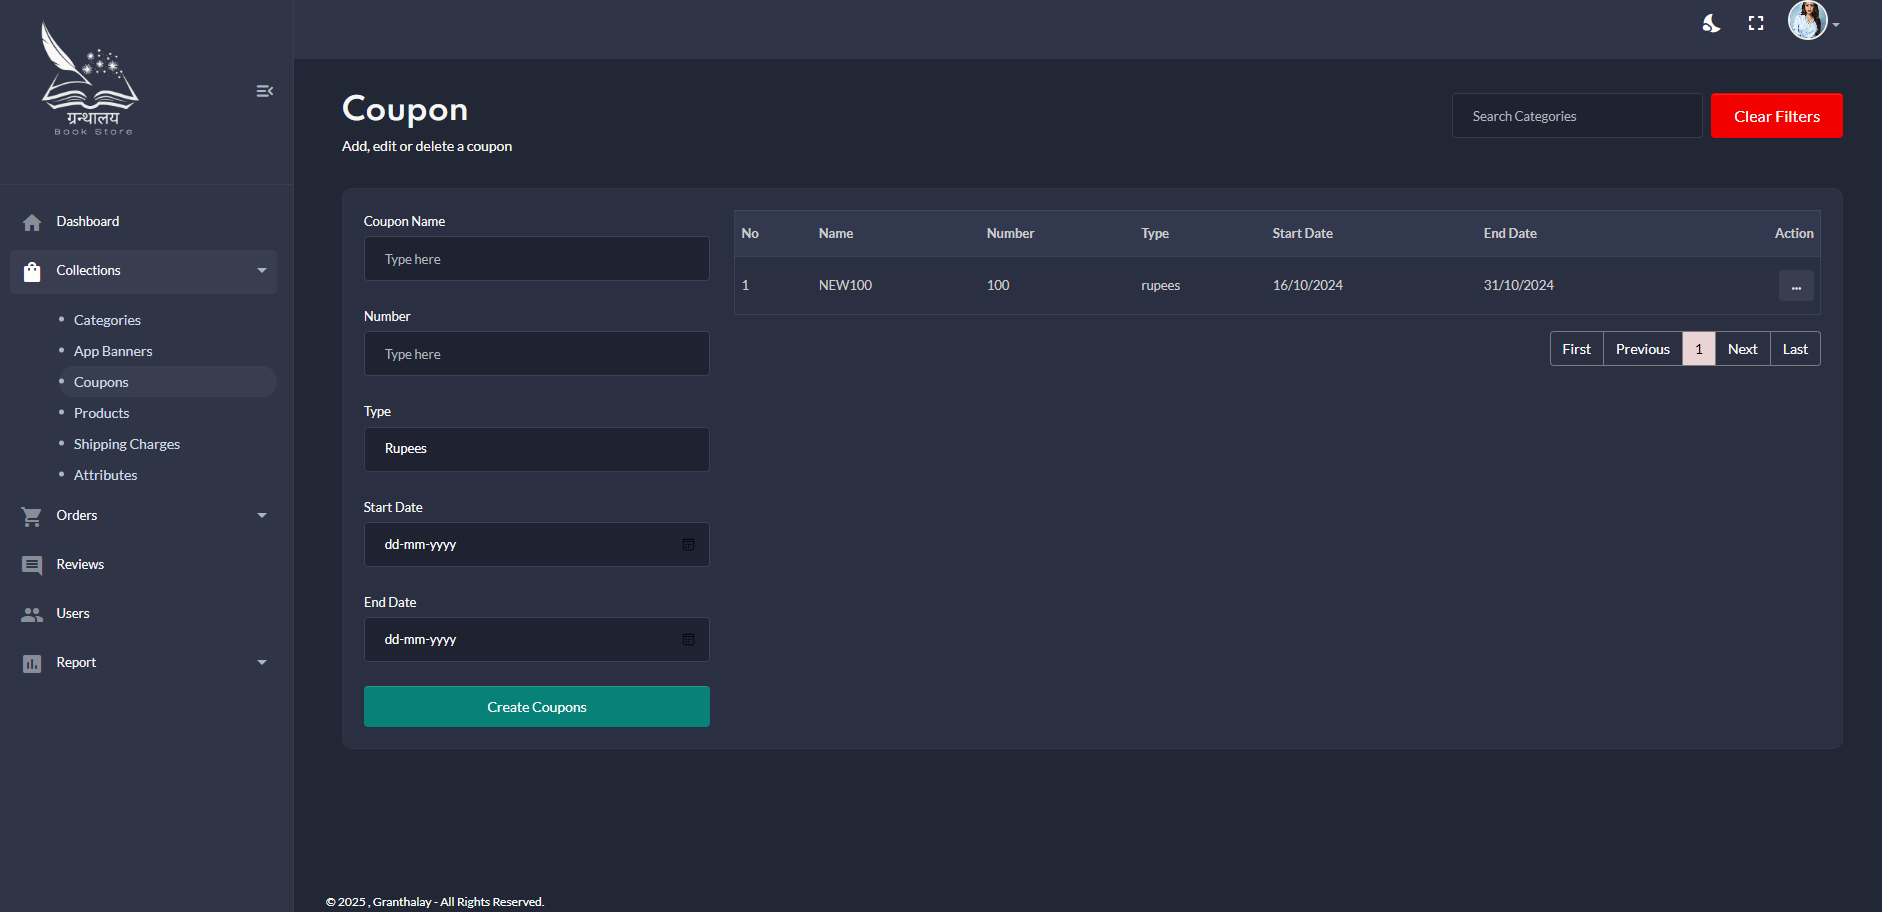 ग्रन्थालय
Book Store
Dashboard
Collections
Categories
App Banners
Coupons
Products
Shipping Charges
Attributes
Orders
Reviews
Users
Report
Coupon
Add, edit or delete a coupon
Search Categories
Clear Filters
Coupon Name
Type here
Number
Type here
Type
Rupees
Start Date
dd-mm-yyyy
End Date
dd-mm-yyyy
Create Coupons
No Name Number Type Start Date End Date Action
1 NEW100 100 rupees 16/10/2024 31/10/2024 ...
First Previous 1 Next Last
© 2025 , Granthalay - All Rights Reserved.